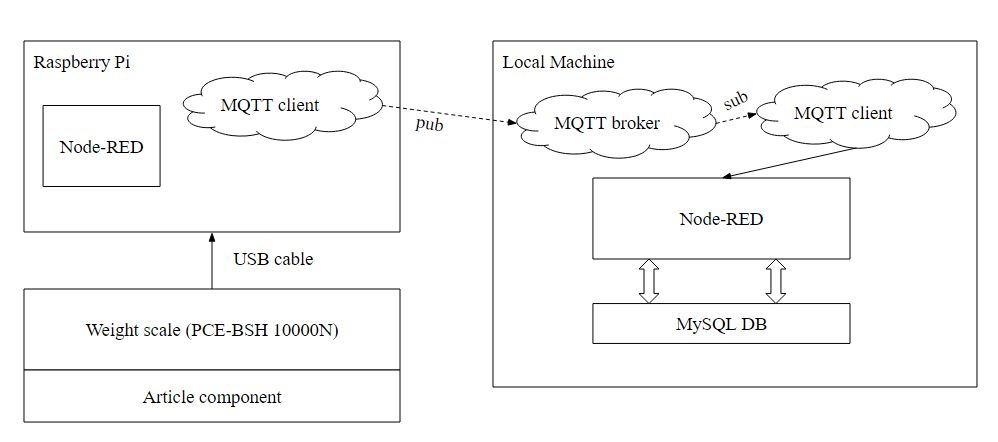 Raspberry Pi
MQTT client
Node-RED
pub
USB cable
Weight scale (PCE-BSH 10000N)
Article component
Local Machine
MQTT broker
sub
MQTT client
Node-RED
MySQL DB